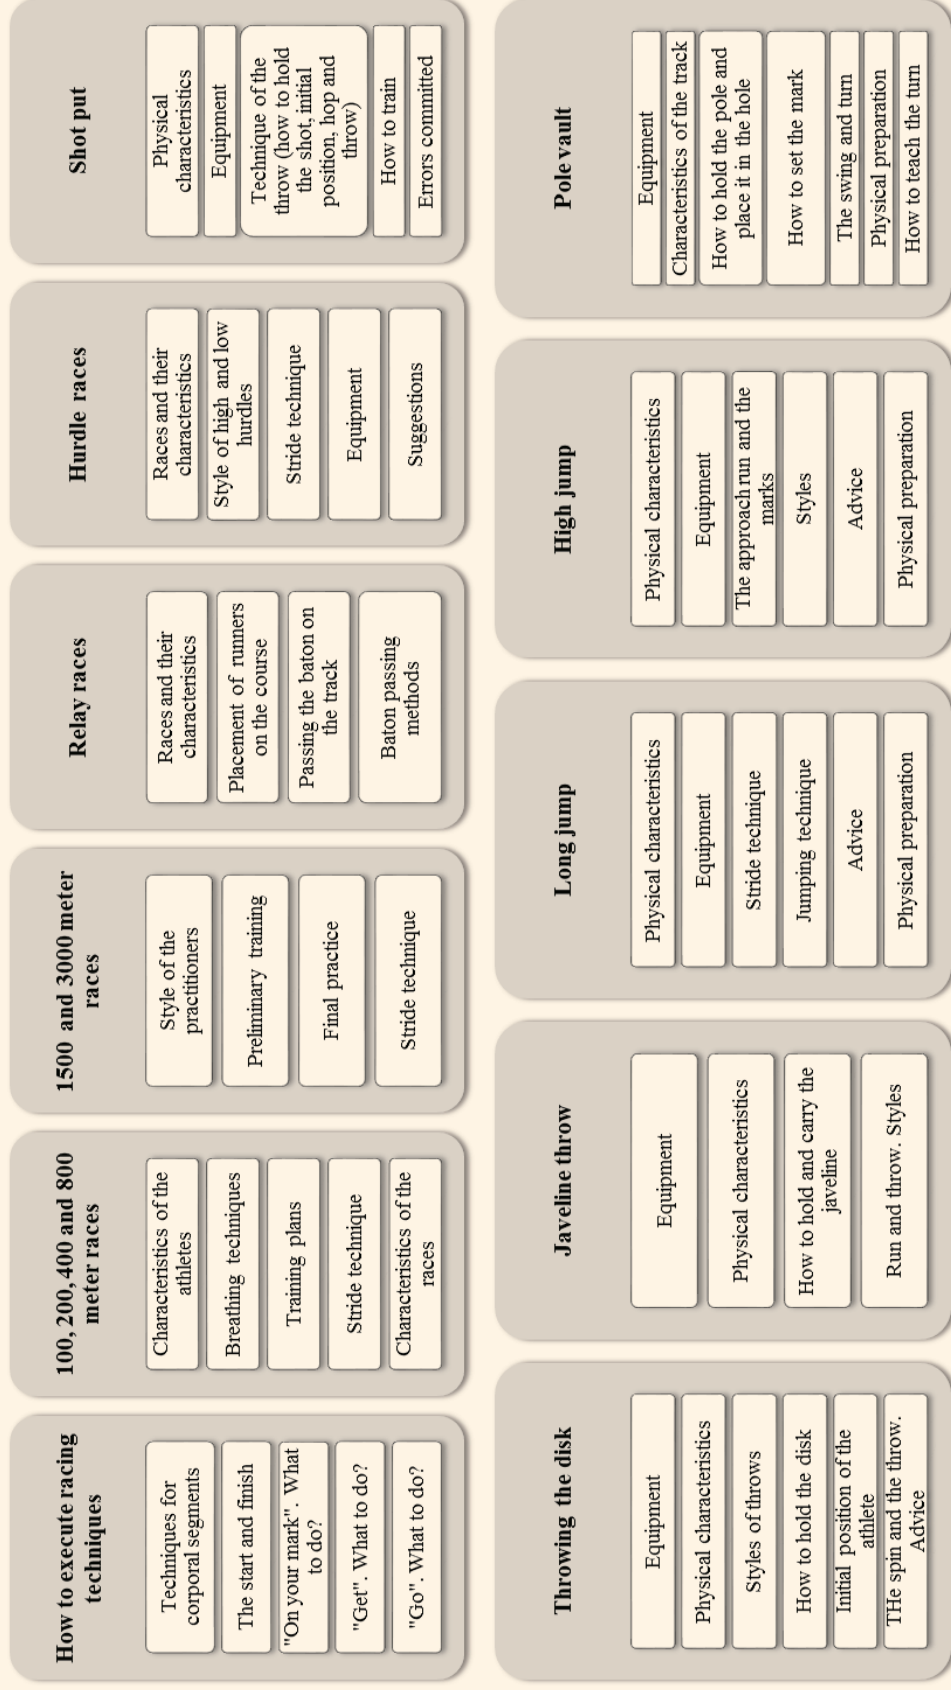 How to execute racing
techniques
Techniques for
corporal segments
The start and finish
"On your mark". What
to do?
"Get". What to do?
"Go". What to do?
100, 200, 400 and 800
meter races
Characteristics of the
athletes
Breathing techniques
Training plans
Stride technique
Characteristics of the
races
1500 and 3000 meter
races
Style of the
practitioners
Preliminary training
Final practice
Stride technique
Relay races
Races and their
characteristics
Placement of runners
on the course
Passing the baton on
the track
Baton passing
methods
Hurdle races
Races and their
characteristics
Style of high and low
hurdles
Stride technique
Equipment
Suggestions
Shot put
Physical
characteristics
Equipment
Technique of the
throw (how to hold
the shot, initial
position, hop and
throw)
How to train
Errors committed
Throwing the disk
Equipment
Physical characteristics
Styles of throws
How to hold the disk
Initial position of the
athlete
THe spin and the throw.
Advice
Javeline throw
Equipment
Physical characteristics
How to hold and carry the
javeline
Run and throw. Styles
Long jump
Physical characteristics
Equipment
Stride technique
Jumping technique
Advice
Physical preparation
High jump
Physical characteristics
Equipment
The approach run and the
marks
Styles
Advice
Physical preparation
Pole vault
Equipment
Characteristics of the track
How to hold the pole and
place it in the hole
How to set the mark
The swing and turn
Physical preparation
How to teach the turn